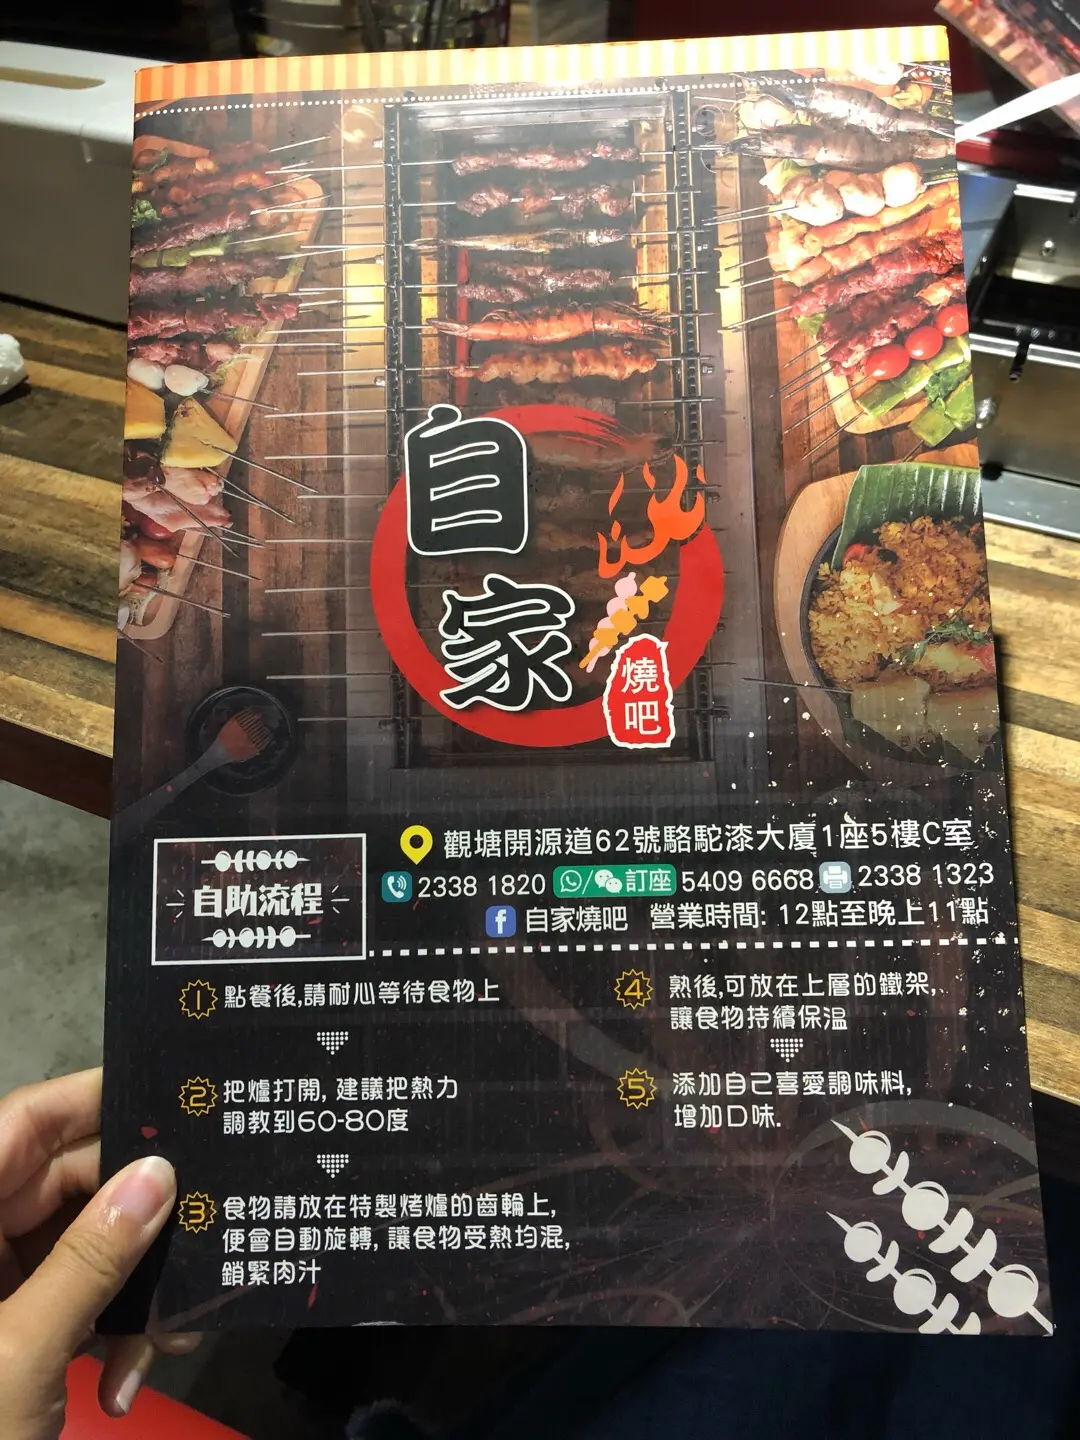 自家
燒吧
觀塘開源道62號駱駝漆大廈1座5樓C室
2338 1820 / 訂座 5409 6668 2338 1323
自家燒吧 營業時間: 12點至晚上11點
自助流程
1 點餐後,請耐心等待食物上
2 把爐打開, 建議把熱力
調教到60-80度
3 食物請放在特製烤爐的齒輪上,
便會自動旋轉, 讓食物受熱均混,
鎖緊肉汁
4 熟後,可放在上層的鐵架,
讓食物持續保溫
5 添加自己喜愛調味料,
增加口味.